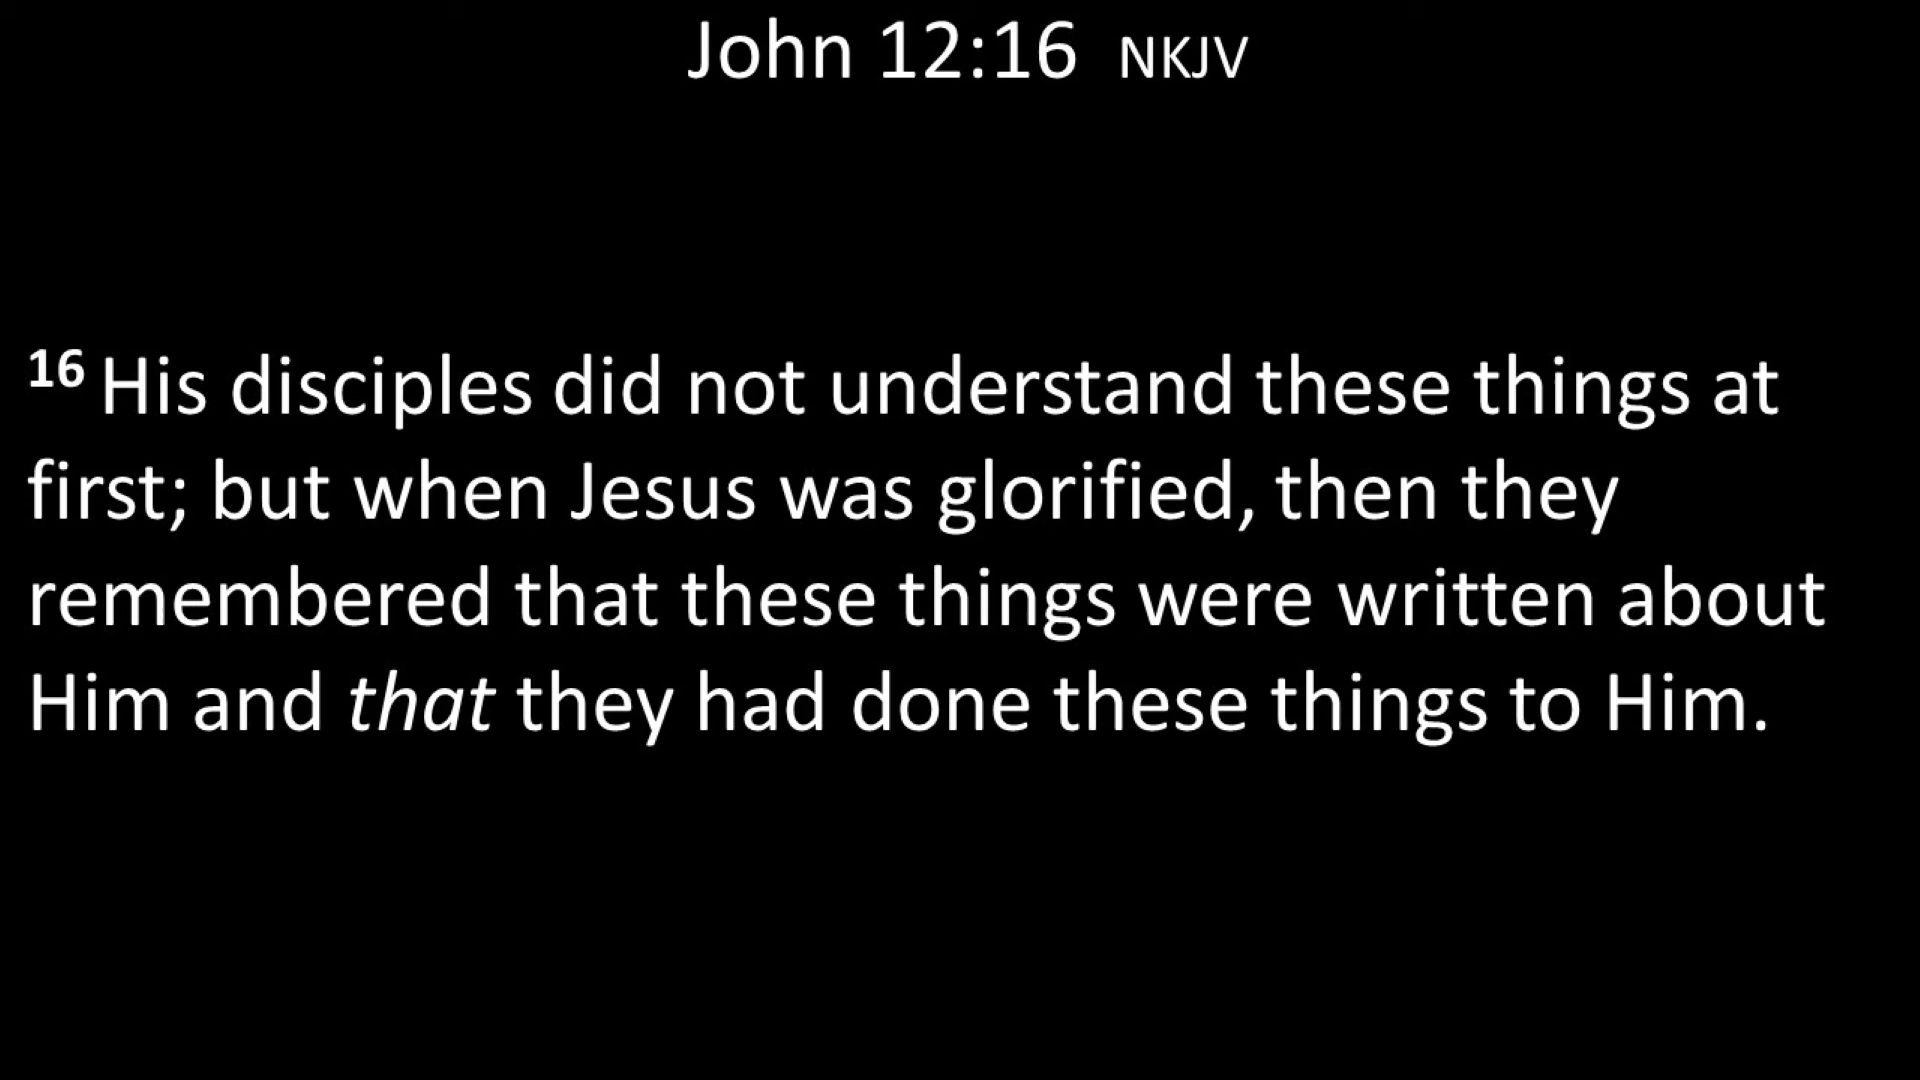 John 12:16 NKJV
16 His disciples did not understand these things at
first; but when Jesus was glorified, then they
remembered that these things were written about
Him and that they had done these things to Him.